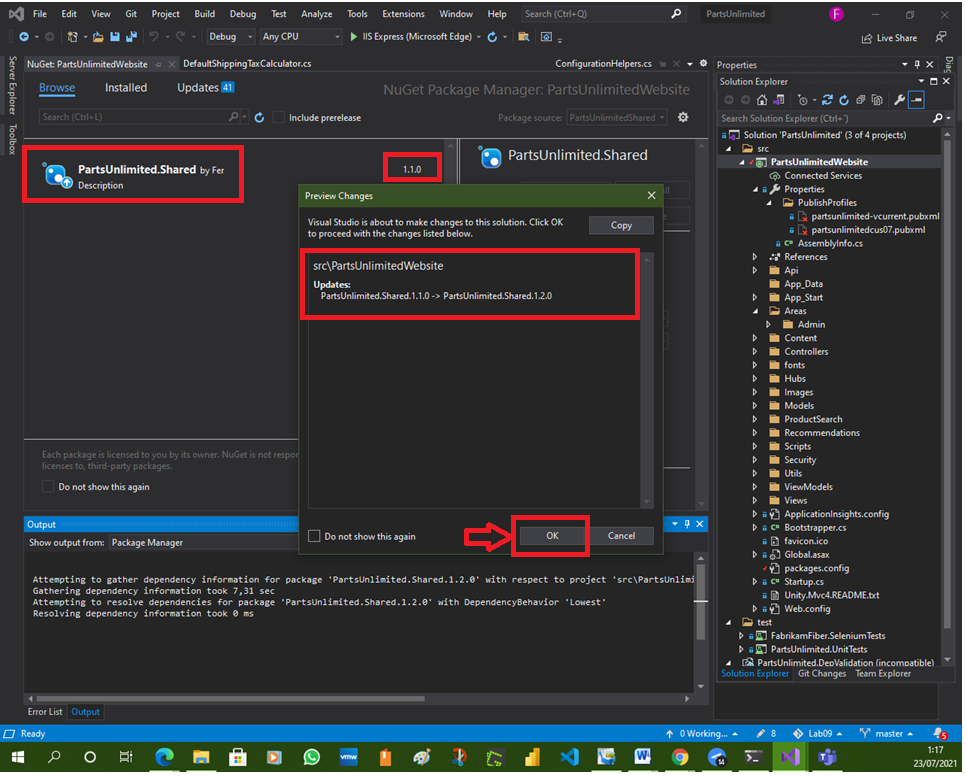 File Edit View Git Project Build Debug Test Analyze Tools Extensions Window Help Search (Ctrl+Q) PartsUnlimited F
Debug Any CPU IIS Express (Microsoft Edge) Live Share
Server Explorer
Toolbox
NuGet: PartsUnlimitedWebsite DefaultShippingTaxCalculator.cs ConfigurationHelpers.cs
Browse Installed Updates 41 NuGet Package Manager: PartsUnlimitedWebsite
Search (Ctrl+L) Include prerelease Package source: PartsUnlimitedShared
PartsUnlimited.Shared by Fer 1.1.0
Description
PartsUnlimited.Shared
Preview Changes
Visual Studio is about to make changes to this solution. Click OK
to proceed with the changes listed below.
Copy
src\PartsUnlimitedWebsite
Updates:
PartsUnlimited.Shared.1.1.0 -> PartsUnlimited.Shared.1.2.0
Do not show this again
OK Cancel
Each package is licensed to you by its owner. NuGet is not respon
licenses to, third-party packages.
Do not show this again
Output
Show output from: Package Manager
Attempting to gather dependency information for package 'PartsUnlimited.Shared.1.2.0' with respect to project 'src\PartsUnlimi
Gathering dependency information took 7,31 sec
Attempting to resolve dependencies for package 'PartsUnlimited.Shared.1.2.0' with DependencyBehavior 'Lowest'
Resolving dependency information took 0 ms
Error List Output
Properties
Solution Explorer
Search Solution Explorer (Ctrl+¨)
Solution 'PartsUnlimited' (3 of 4 projects)
src
PartsUnlimitedWebsite
Connected Services
Properties
PublishProfiles
partsunlimited-vcurrent.pubxml
partsunlimitedcus07.pubxml
AssemblyInfo.cs
References
Api
App_Data
App_Start
Areas
Admin
Content
Controllers
fonts
Hubs
Images
Models
ProductSearch
Recommendations
Scripts
Security
Utils
ViewModels
Views
ApplicationInsights.config
Bootstrapper.cs
favicon.ico
Global.asax
packages.config
Startup.cs
Unity.Mvc4.README.txt
Web.config
test
FabrikamFiber.SeleniumTests
PartsUnlimited.UnitTests
PartsUnlimited.DepValidation (incompatible)
Solution Explorer Git Changes Team Explorer
Diag
Ready 0 Working... 8 Lab09 master 5
vmw
14
1:17
23/07/2021